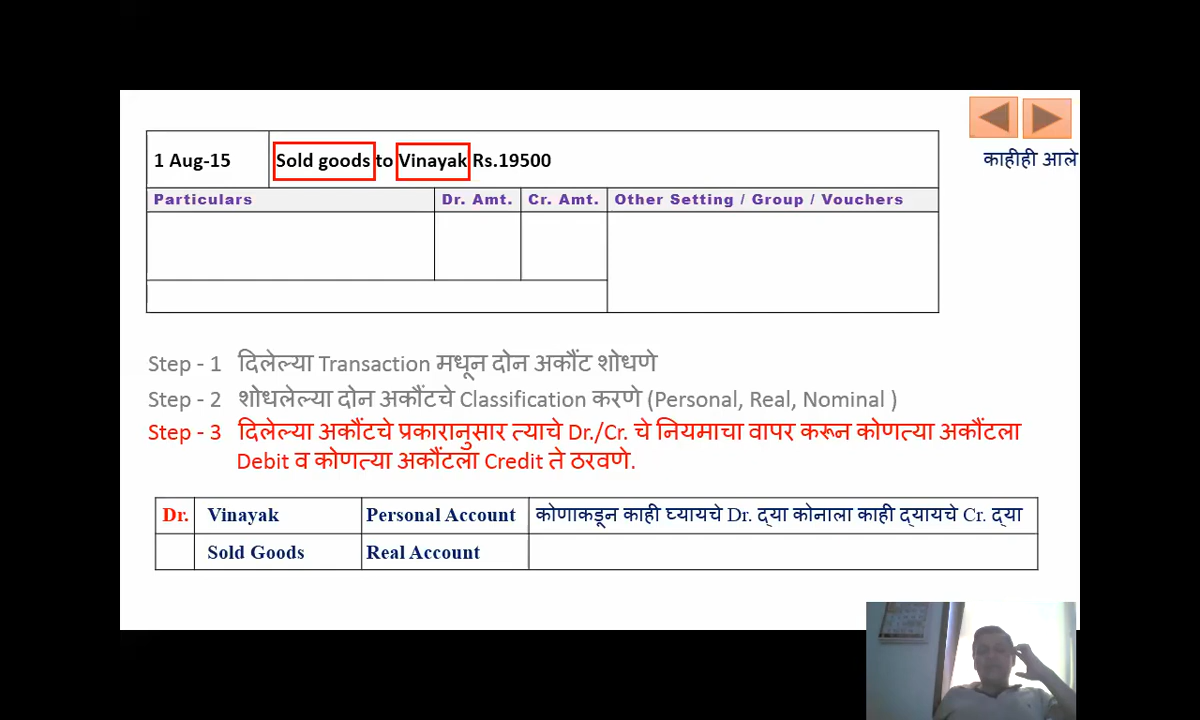 1 Aug-15 Sold goods to Vinayak Rs.19500
काहीही आले
Particulars Dr. Amt. Cr. Amt. Other Setting / Group / Vouchers
Step - 1 दिलेल्या Transaction मधून दोन अकौंट शोधणे
Step - 2 शोधलेल्या दोन अकौंटचे Classification करणे (Personal, Real, Nominal )
Step - 3 दिलेल्या अकौंटचे प्रकारानुसार त्याचे Dr./Cr. चे नियमाचा वापर करून कोणत्या अकौंटला
Debit व कोणत्या अकौंटला Credit ते ठरवणे.
Dr. Vinayak Personal Account कोणाकडून काही घ्यायचे Dr. द्या कोनाला काही द्यायचे Cr. द्या
Sold Goods Real Account